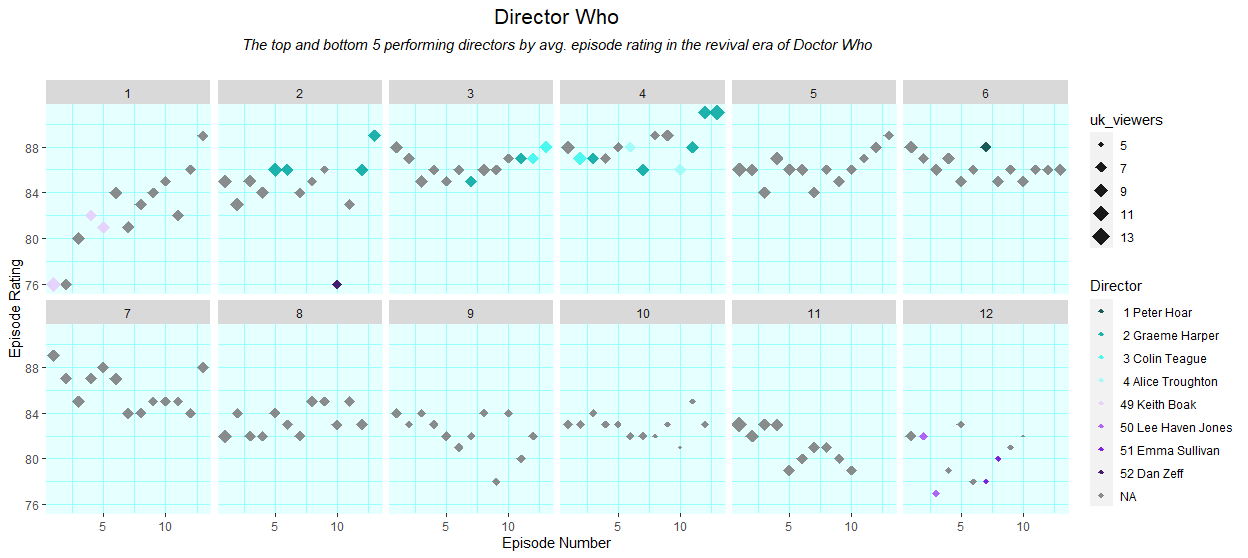 Director Who
The top and bottom 5 performing directors by avg. episode rating in the revival era of Doctor Who
1 2 3 4 5 6
88
84
80
76
7 8 9 10 11 12
88
84
80
76
5 10 5 10 5 10 5 10 5 10 5 10
Episode Rating
Episode Number
uk_viewers
5
7
9
11
13
Director
1 Peter Hoar
2 Graeme Harper
3 Colin Teague
4 Alice Troughton
49 Keith Boak
50 Lee Haven Jones
51 Emma Sullivan
52 Dan Zeff
NA